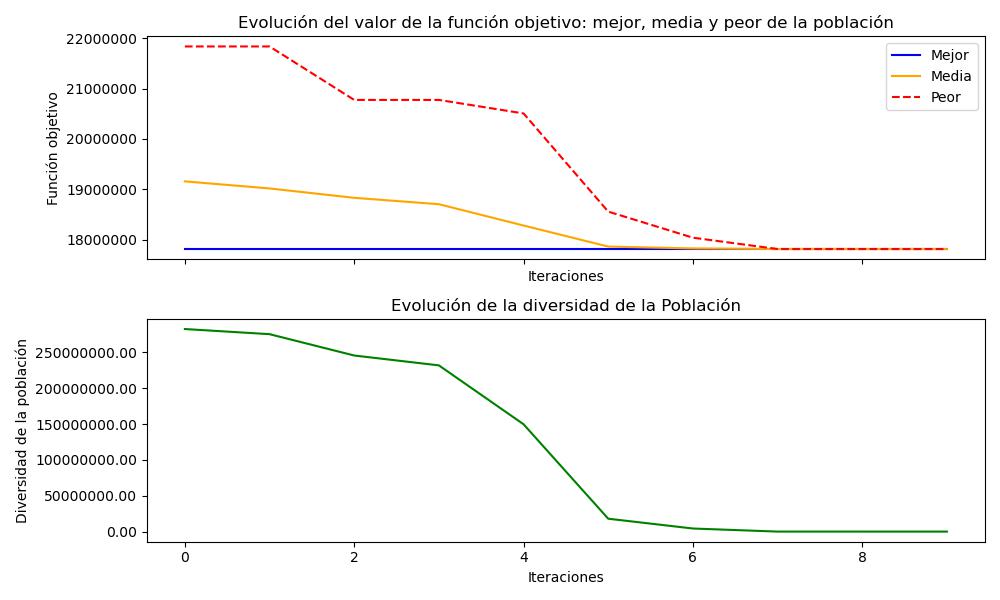 Evolución del valor de la función objetivo: mejor, media y peor de la población
22000000
21000000
20000000
19000000
18000000
Función objetivo
Mejor
Media
Peor
Iteraciones
Evolución de la diversidad de la Población
250000000.00
200000000.00
150000000.00
100000000.00
50000000.00
0.00
Diversidad de la población
0 2 4 6 8
Iteraciones